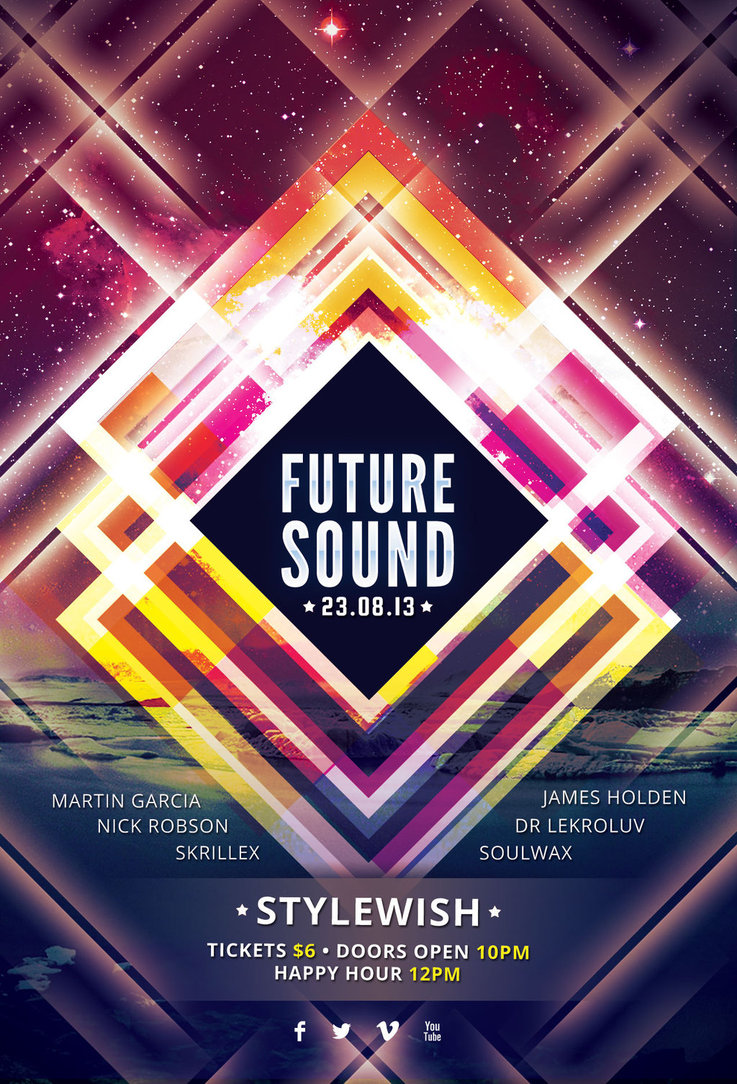 FUTURE
SOUND
★ 23.08.13 ★
MARTIN GARCIA
NICK ROBSON
SKRILLEX
JAMES HOLDEN
DR LEKROLUV
SOULWAX
★ STYLEWISH ★
TICKETS $6 • DOORS OPEN 10PM
HAPPY HOUR 12PM
You
Tube